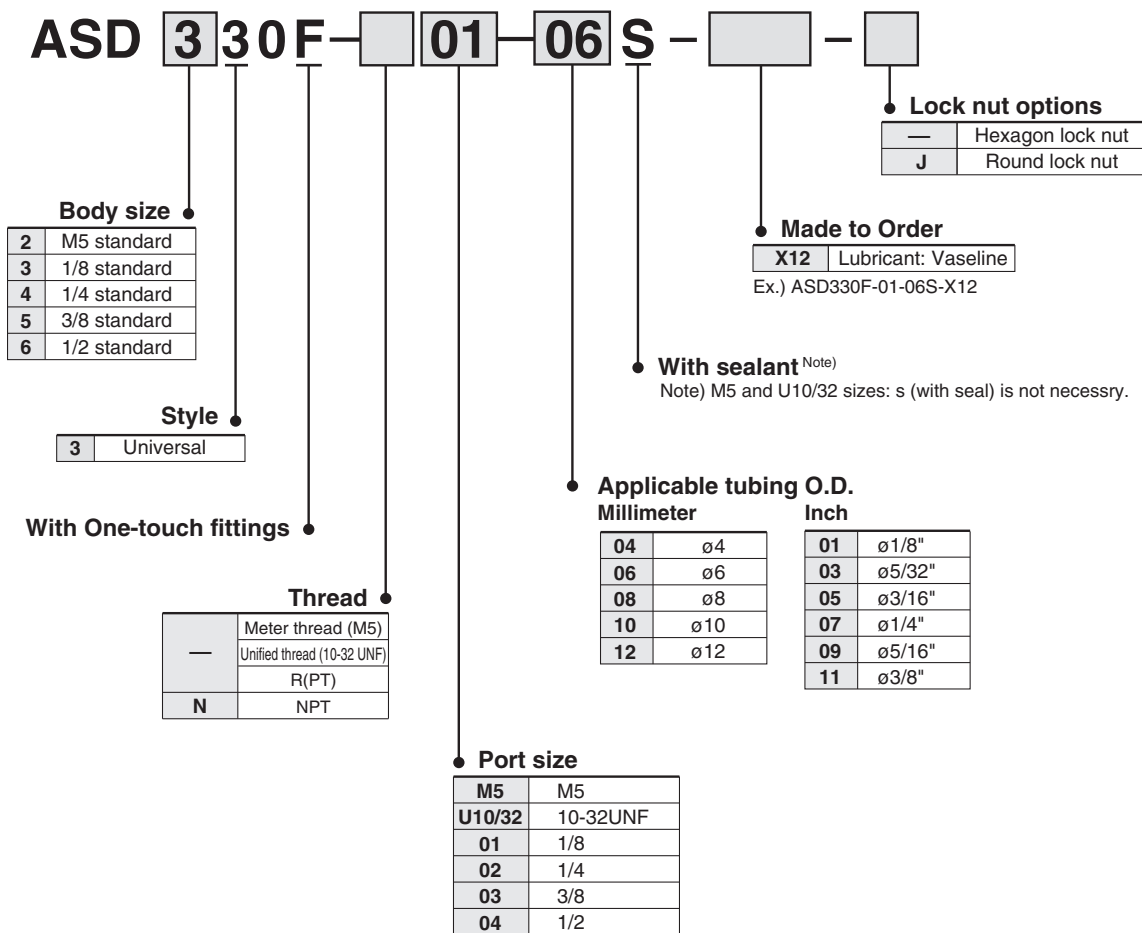 ASD 3 3 0 F — 01 — 06 S – –
Lock nut options
— Hexagon lock nut
J Round lock nut
Body size
2 M5 standard
3 1/8 standard
4 1/4 standard
5 3/8 standard
6 1/2 standard
Made to Order
X12 Lubricant: Vaseline
Ex.) ASD330F-01-06S-X12
With sealant Note)
Note) M5 and U10/32 sizes: s (with seal) is not necessry.
Style
3 Universal
With One-touch fittings
Applicable tubing O.D.
Millimeter
04 ø4
06 ø6
08 ø8
10 ø10
12 ø12
Inch
01 ø1/8"
03 ø5/32"
05 ø3/16"
07 ø1/4"
09 ø5/16"
11 ø3/8"
Thread
— Meter thread (M5)
Unified thread (10-32 UNF)
R(PT)
N NPT
Port size
M5 M5
U10/32 10-32UNF
01 1/8
02 1/4
03 3/8
04 1/2